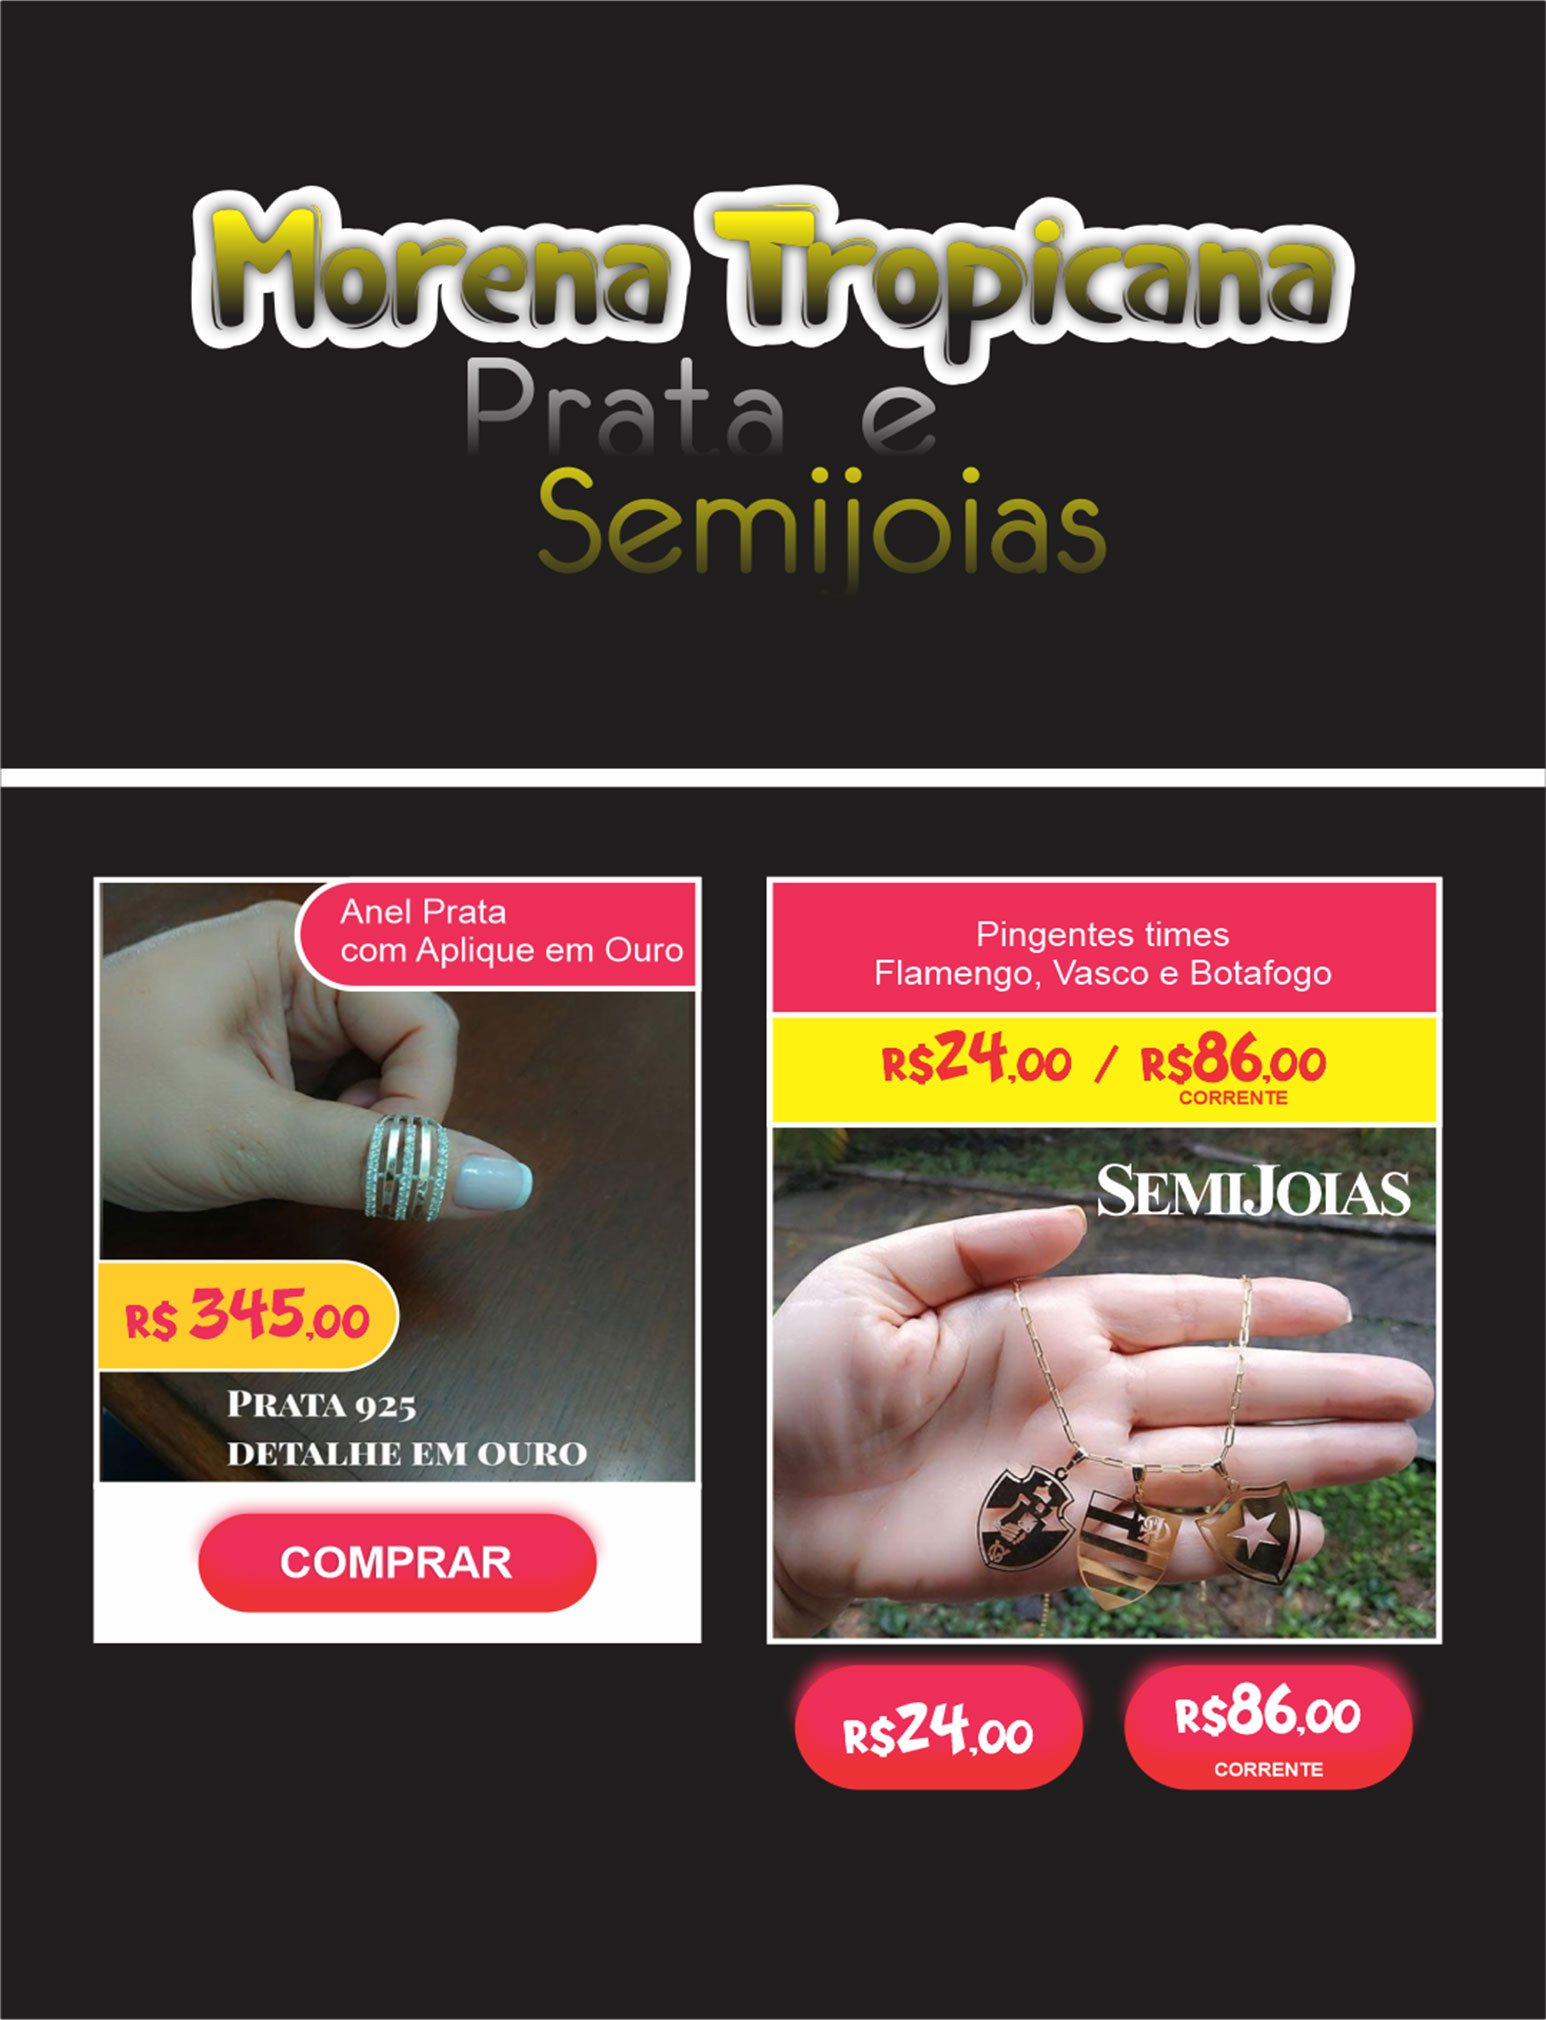 Morena Tropicana
Prata e
Semijoias
Anel Prata
com Aplique em Ouro
R$ 345,00
PRATA 925
DETALHE EM OURO
COMPRAR
Pingentes times
Flamengo, Vasco e Botafogo
R$24,00 / R$86,00
CORRENTE
SEMIJOIAS
R$24,00
R$86,00
CORRENTE